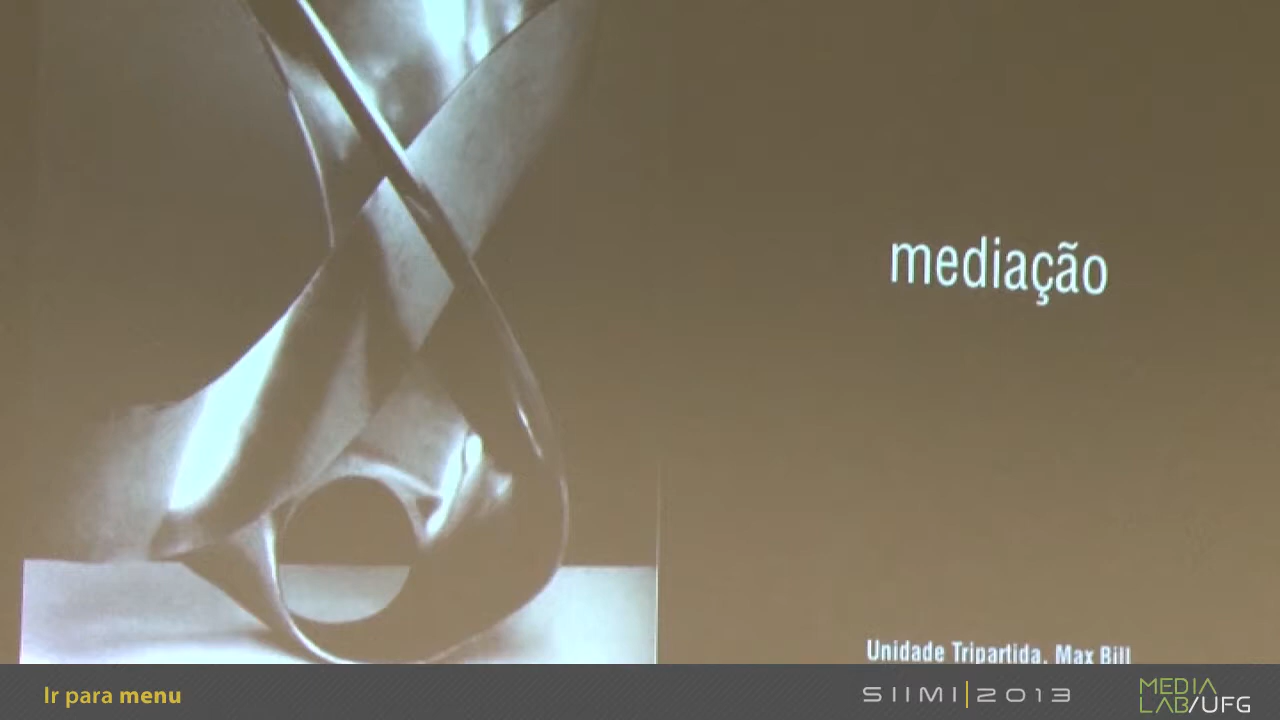 mediação
Unidade Tripartida, Max Bill
Ir para menu
SIIMI|2013
MEDIA
LAB/UFG